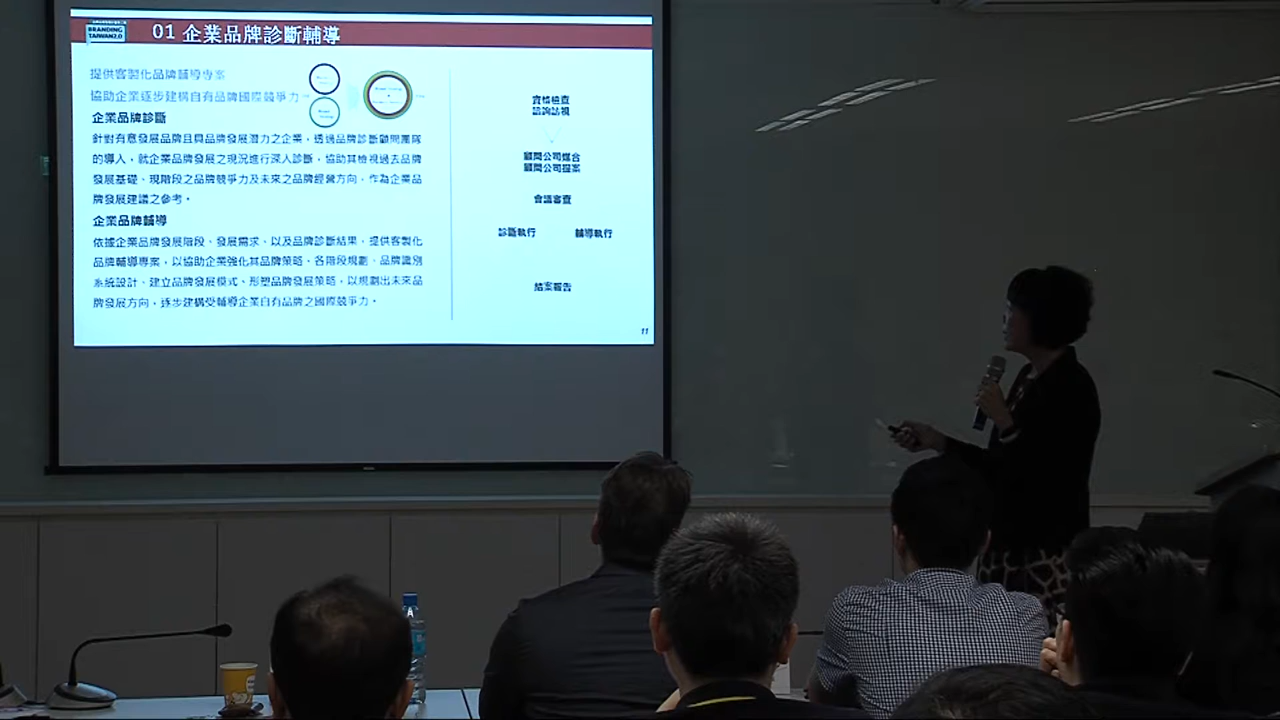 BRANDING
TAIWAN2.0
01 企業品牌診斷輔導
提供客製化品牌輔導專案
協助企業逐步建構自有品牌國際競爭力
企業品牌診斷
針對有意發展品牌且具品牌發展潛力之企業，透過品牌診斷顧問團隊
的導入，就企業品牌發展之現況進行深入診斷，協助其檢視過去品牌
發展基礎、現階段之品牌競爭力及未來之品牌經營方向，作為企業品
牌發展建議之參考。
企業品牌輔導
依據企業品牌發展階段、發展需求、以及品牌診斷結果，提供客製化
品牌輔導專案，以協助企業強化其品牌策略、各階段規劃、品牌識別
系統設計、建立品牌發展模式、形塑品牌發展策略，以規劃出未來品
牌發展方向，逐步建構受輔導企業自有品牌之國際競爭力。
資格檢查
諮詢訪視
顧問公司媒合
顧問公司提案
會議審查
診斷執行
輔導執行
結案報告
11